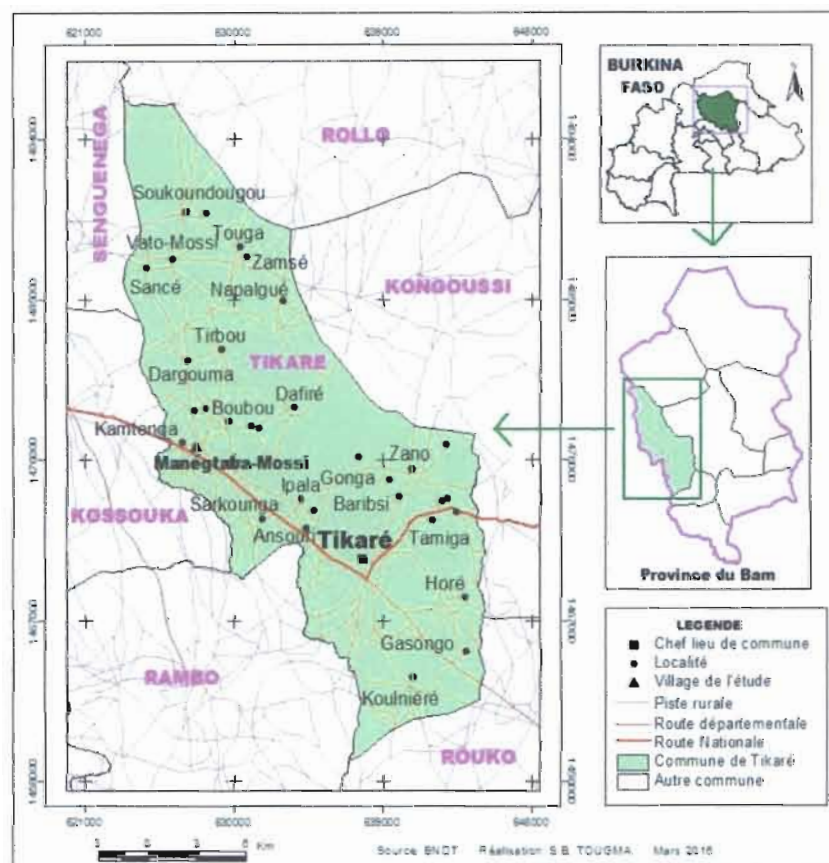 621000 630000 639000 648000
BURKINA
FASO
N
ROLLO
SENGUENEGA
Soukoundougou
Touga
Vato-Mossi
Zamsé
Sancé
Napalgué
KONGOUSSI
Tirbou
TIKARE
Dargouma
Dafiré
Boubou
Kamtenga
Zano
Manégtaba-Mossi
Gonga
Ipala
Baribsi
KOSSOUKA
Sarkounga
Ansouri
Tikaré
Tamiga
Horé
Gasongo
RAMBO
Koulniéré
ROUKO
621000 630000 639000 648000
Km
Province du Bam
LEGENDE
Chef lieu de commune
Localité
Village de l'étude
Piste rurale
Route départementale
Route Nationale
Commune de Tikaré
Autre commune
Source BNDT Réalisation S.B. TOUGMA Mars 2016